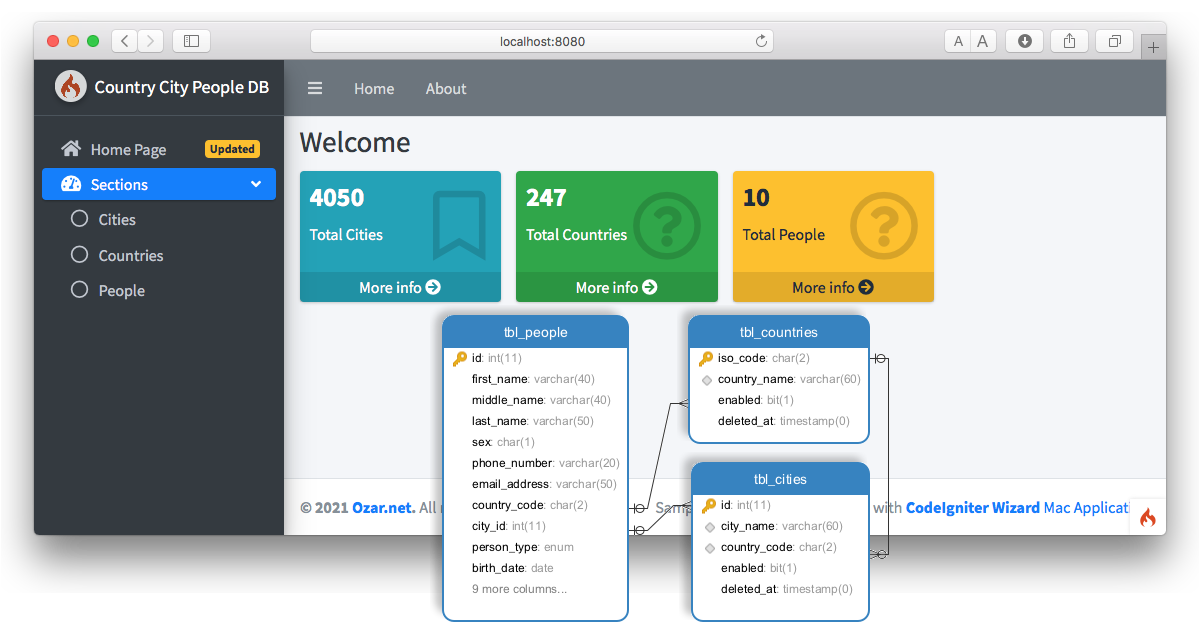 localhost:8080
A A
Country City People DB
Home About
Home Page Updated
Sections
Cities
Countries
People
Welcome
4050
Total Cities
More info
247
Total Countries
More info
10
Total People
More info
tbl_people
id: int(11)
first_name: varchar(40)
middle_name: varchar(40)
last_name: varchar(50)
sex: char(1)
phone_number: varchar(20)
email_address: varchar(50)
country_code: char(2)
city_id: int(11)
person_type: enum
birth_date: date
9 more columns...
tbl_countries
iso_code: char(2)
country_name: varchar(60)
enabled: bit(1)
deleted_at: timestamp(0)
tbl_cities
id: int(11)
city_name: varchar(60)
country_code: char(2)
enabled: bit(1)
deleted_at: timestamp(0)
© 2021 Ozar.net. All with CodeIgniter Wizard Mac Applicat